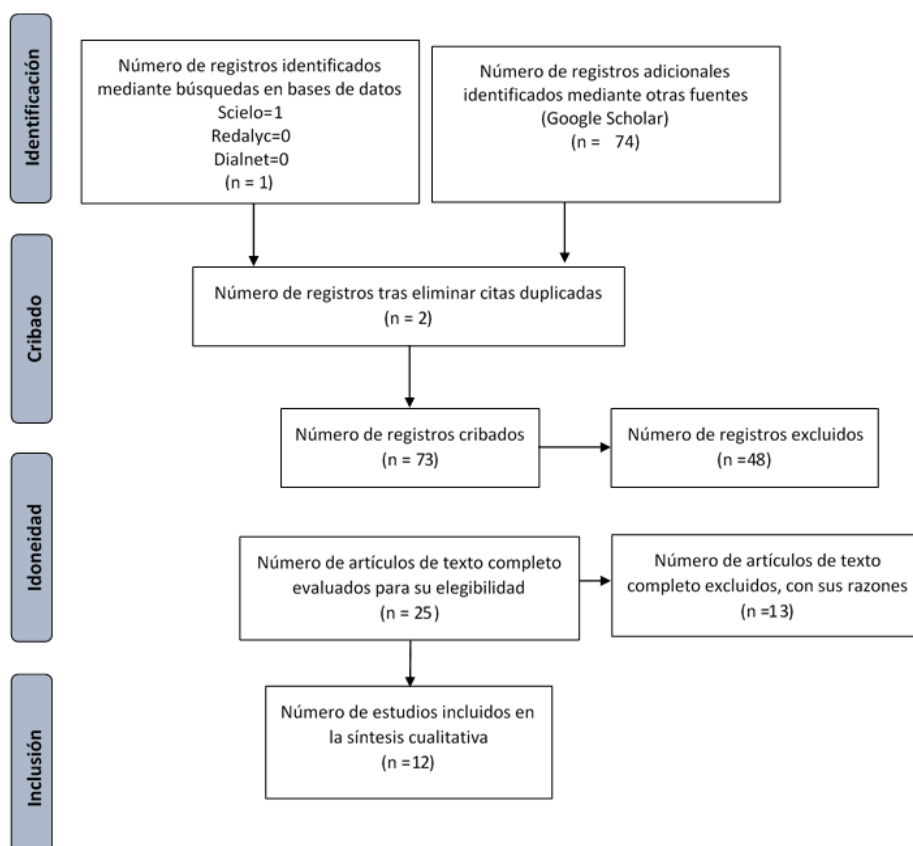 Identificación
Número de registros identificados
mediante búsquedas en bases de datos
Scielo=1
Redalyc=0
Dialnet=0
(n = 1)
Número de registros adicionales
identificados mediante otras fuentes
(Google Scholar)
(n = 74)
Cribado
Número de registros tras eliminar citas duplicadas
(n = 2)
Número de registros cribados
(n = 73)
Número de registros excluidos
(n =48)
Idoneidad
Número de artículos de texto completo
evaluados para su elegibilidad
(n = 25)
Número de artículos de texto
completo excluidos, con sus razones
(n =13)
Inclusión
Número de estudios incluidos en
la síntesis cualitativa
(n =12)